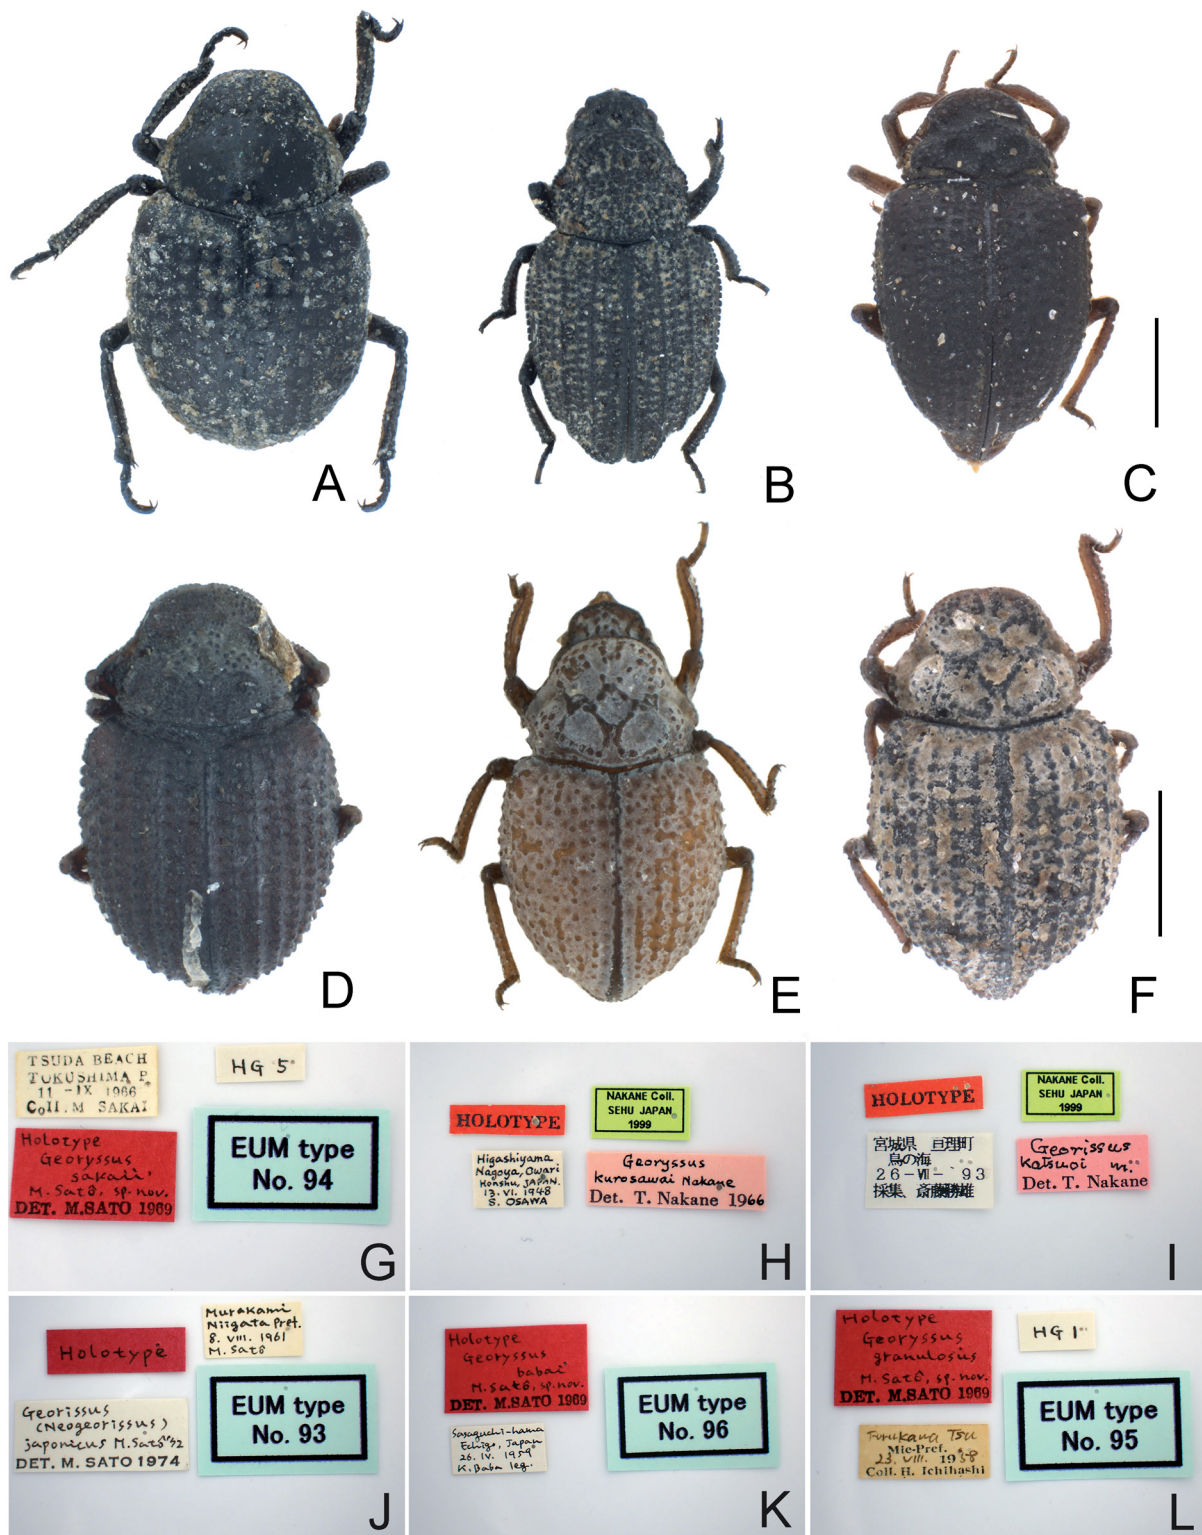 A
B
C
D
E
F
TSUDA BEACH
TOKUSHIMA P.
11 -IX 1966
Coll. M SAKAI
HG 5
Holotype
Georyssus
sakaii
M. Satô, sp. nov.
DET. M.SATO 1969
EUM type
No. 94
G
HOLOTYPE
NAKANE Coll.
SEHU JAPAN
1999
Higashiyama
Nagoya, Owari
Honshu, JAPAN.
13. VI. 1948
S. OSAWA
Georyssus
kurosawai Nakane
Det. T. Nakane 1966
H
HOLOTYPE
NAKANE Coll.
SEHU JAPAN
1999
宮城県 亘理町
鳥の海
26-Ⅶ-'93
採集、斎藤勝雄
Georissus
katsuoi n.
Det. T. Nakane
I
Holotype
Murakami
Niigata Pref.
8. VIII. 1961
M. Satô
Georissus
(Neogeorissus)
japonicus M. Satô '72
DET. M. SATO 1974
EUM type
No. 93
J
Holotype
Georyssus
babai
M. Satô, sp. nov.
DET. M.SATO 1969
Sasaguchi-hama
Echigo, Japan
26. IV. 1959
K. Baba leg.
EUM type
No. 96
K
Holotype
Georyssus
granulosus
M. Satô, sp. nov.
DET. M.SATO 1969
HG 1
Furukawa Tsu
Mie-Pref.
23. VIII. 1958
Coll. H. Ichihashi
EUM type
No. 95
L